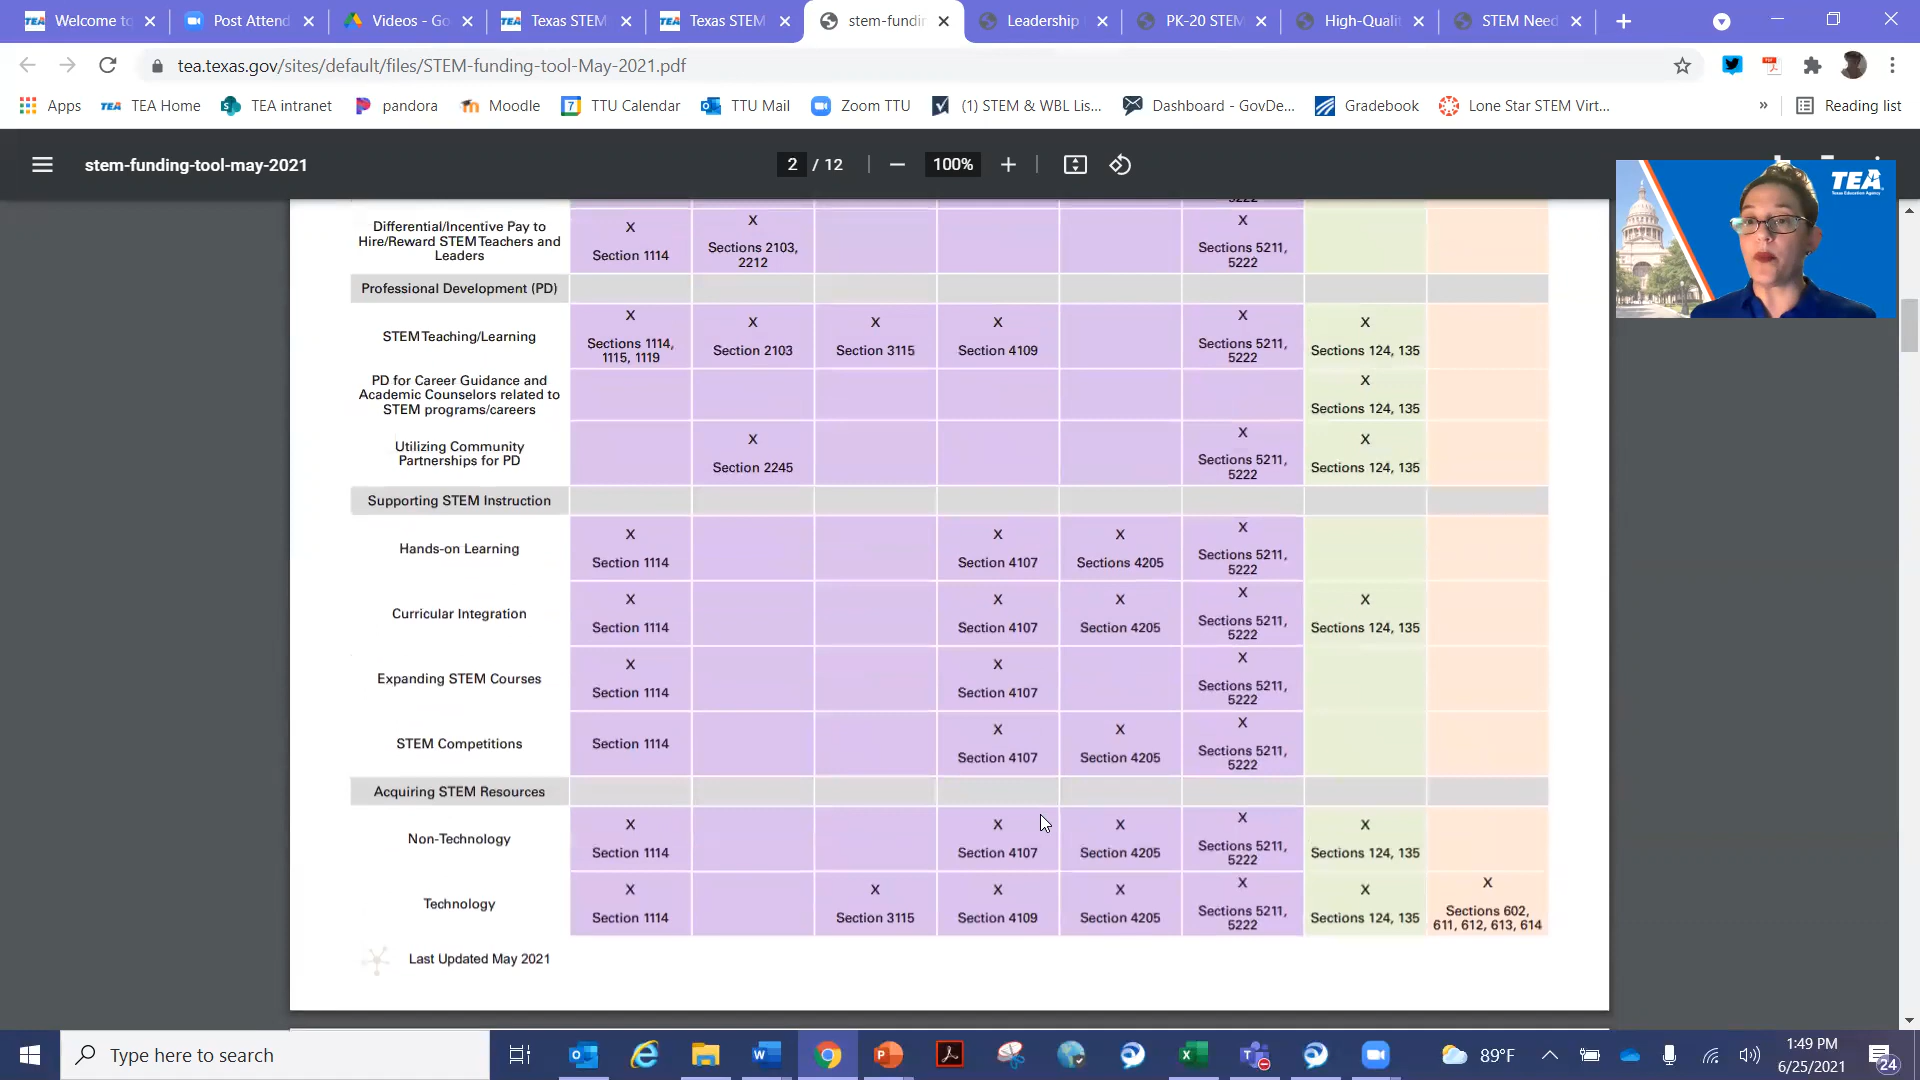 TEA Welcome to
Post Attend
Videos - Go
TEA Texas STEM
TEA Texas STEM
stem-fundin
Leadership
PK-20 STEM
High-Qualit
STEM Need
tea.texas.gov/sites/default/files/STEM-funding-tool-May-2021.pdf
Apps
TEA TEA Home
TEA intranet
pandora
Moodle
TTU Calendar
TTU Mail
Zoom TTU
(1) STEM & WBL Lis...
Dashboard - GovDe...
Gradebook
Lone Star STEM Virt...
»
Reading list
stem-funding-tool-may-2021
2 / 12
100%
TEA
Texas Education Agency
5222
Differential/Incentive Pay to
Hire/Reward STEM Teachers and
Leaders
X
Section 1114
X
Sections 2103,
2212
X
Sections 5211,
5222
Professional Development (PD)
STEM Teaching/Learning
X
Sections 1114,
1115, 1119
X
Section 2103
X
Section 3115
X
Section 4109
X
Sections 5211,
5222
X
Sections 124, 135
PD for Career Guidance and
Academic Counselors related to
STEM programs/careers
X
Sections 124, 135
Utilizing Community
Partnerships for PD
X
Section 2245
X
Sections 5211,
5222
X
Sections 124, 135
Supporting STEM Instruction
Hands-on Learning
X
Section 1114
X
Section 4107
X
Sections 4205
X
Sections 5211,
5222
Curricular Integration
X
Section 1114
X
Section 4107
X
Section 4205
X
Sections 5211,
5222
X
Sections 124, 135
Expanding STEM Courses
X
Section 1114
X
Section 4107
X
Sections 5211,
5222
STEM Competitions
Section 1114
X
Section 4107
X
Section 4205
X
Sections 5211,
5222
Acquiring STEM Resources
Non-Technology
X
Section 1114
X
Section 4107
X
Section 4205
X
Sections 5211,
5222
X
Sections 124, 135
Technology
X
Section 1114
X
Section 3115
X
Section 4109
X
Section 4205
X
Sections 5211,
5222
X
Sections 124, 135
X
Sections 602,
611, 612, 613, 614
Last Updated May 2021
Type here to search
89°F
1:49 PM
6/25/2021
24